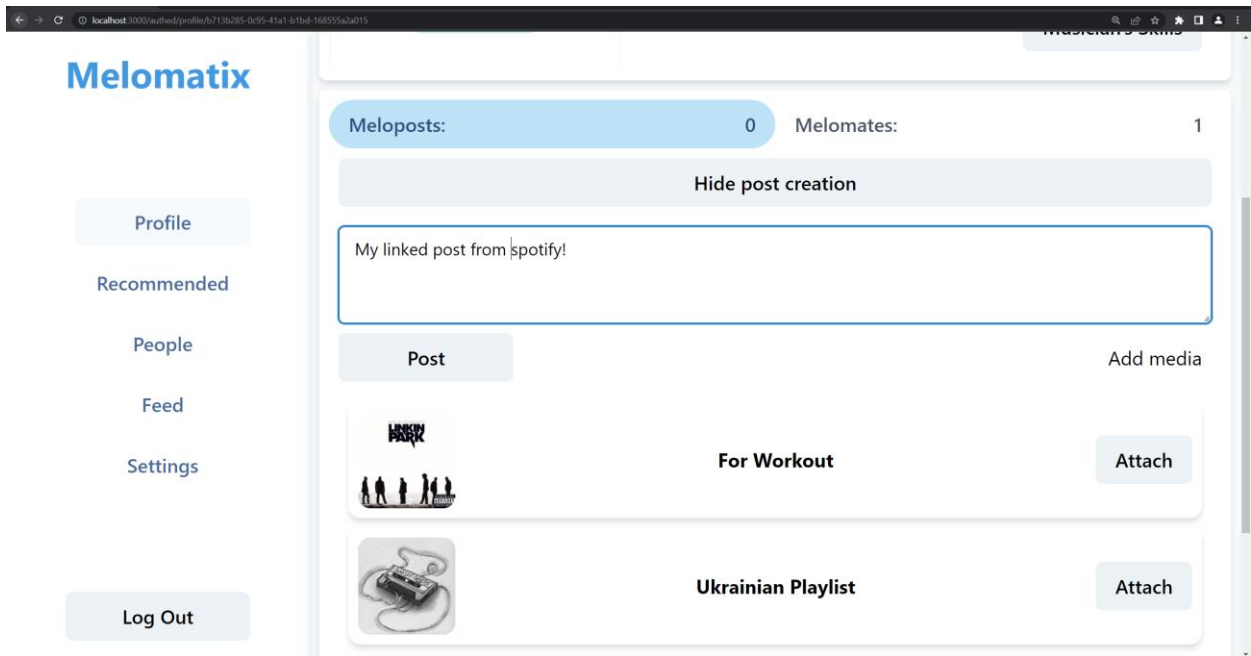 localhost:3000/authed/profile/b713b285-0c95-41a1-b1bd-168555a2a015
Musician's Skills
Melomatix
Meloposts: 0 Melomates: 1
Hide post creation
Profile
My linked post from spotify!
Recommended
People
Post Add media
Feed
LINKIN
PARK
For Workout Attach
Settings
Ukrainian Playlist Attach
Log Out